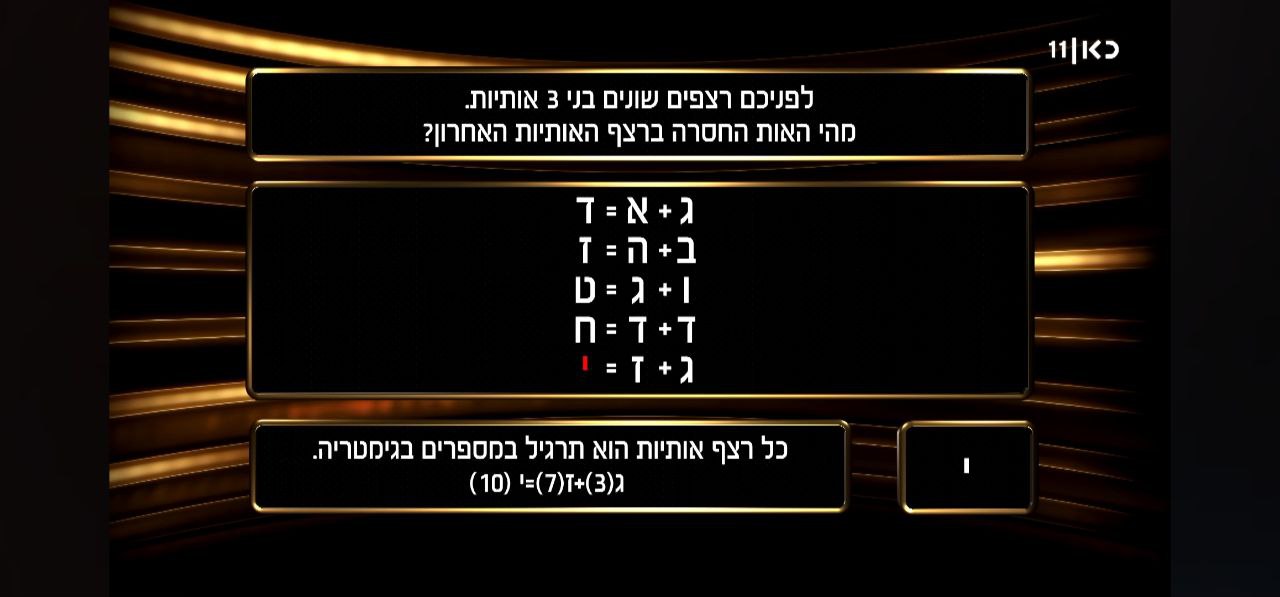 כאן|11
לפניכם רצפים שונים בני 3 אותיות.
מהי האות החסרה ברצף האותיות האחרון?
ג + א = ד
ב + ה = ז
ו + ג = ט
ד + ד = ח
ג + ז = י
כל רצף אותיות הוא תרגיל במספרים בגימטריה.
ג(3)+ז(7)=י (10)
י